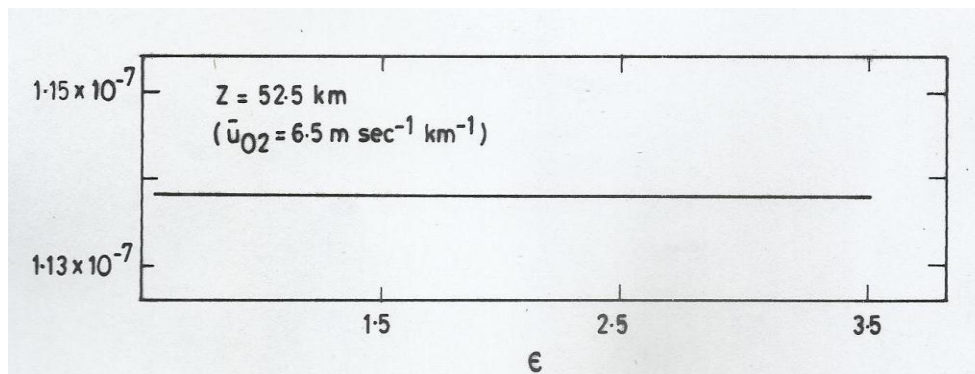 1·15 x 10⁻⁷
Z = 52·5 km
(ūO2 = 6·5 m sec⁻¹ km⁻¹)
1·13 x 10⁻⁷
1·5 2·5 3·5
ϵ